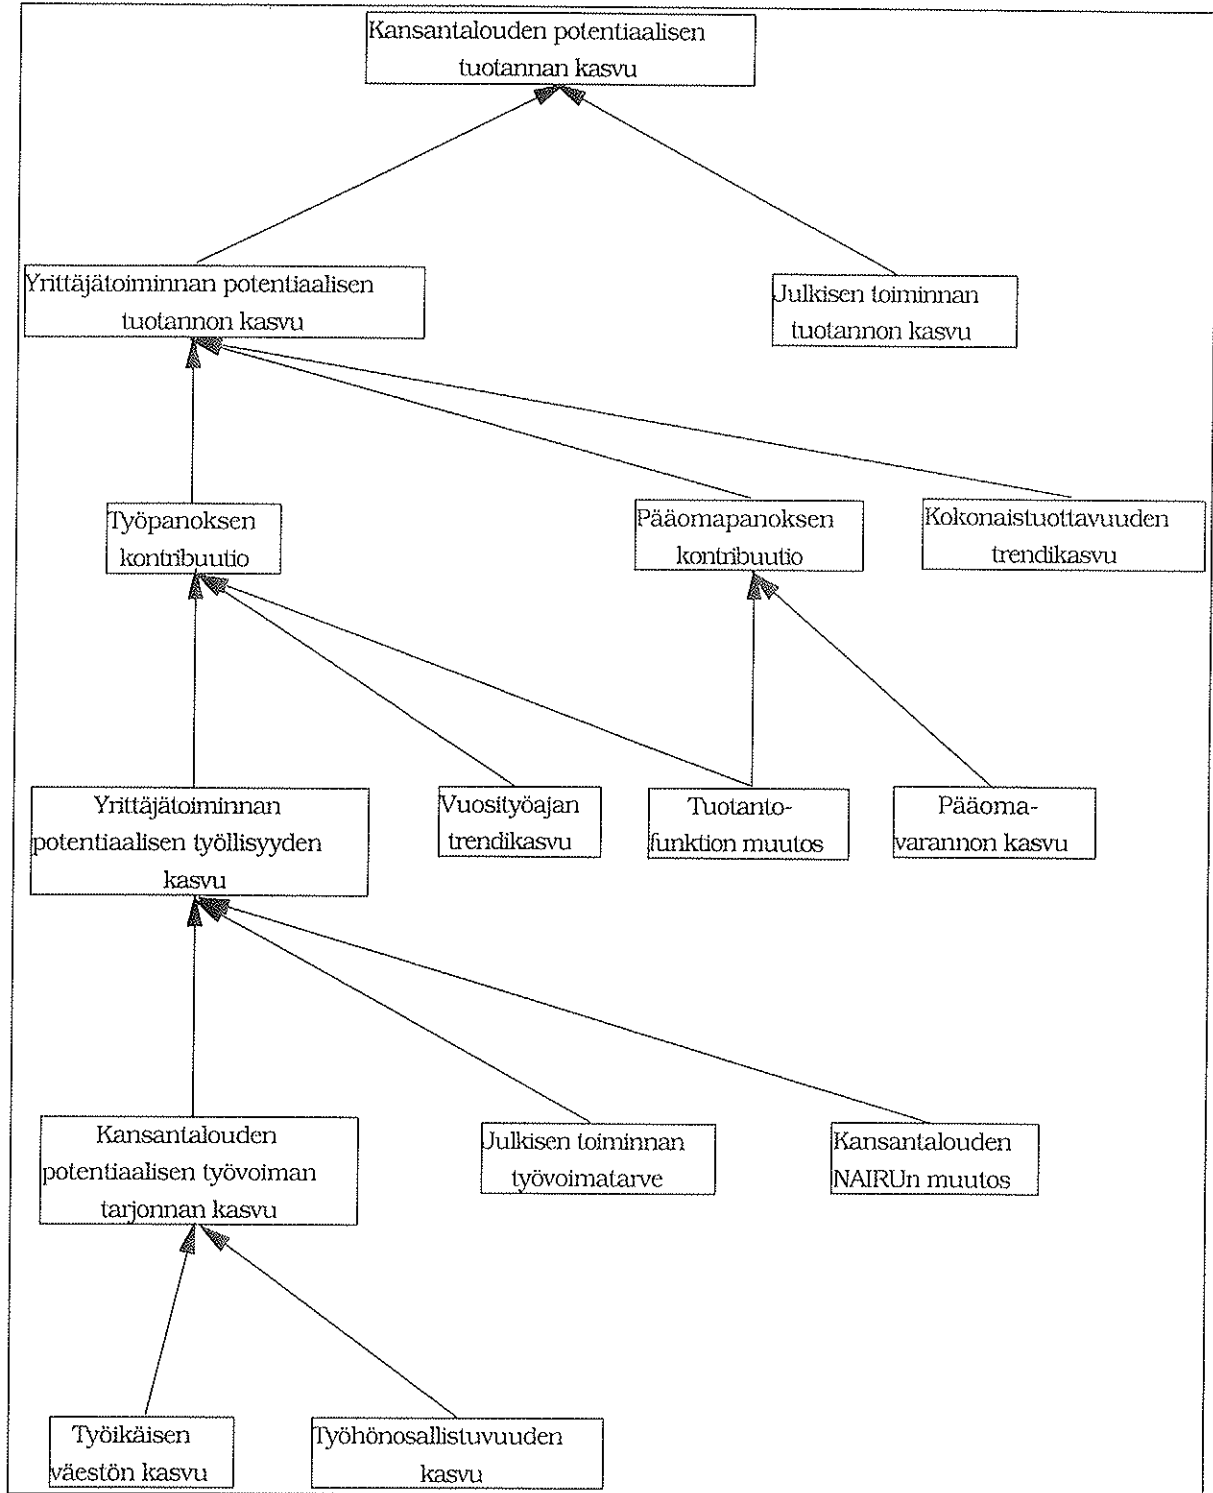 Kansantalouden potentiaalisen
tuotannan kasvu
Yrittäjätoiminnan potentiaalisen
tuotannon kasvu
Julkisen toiminnan
tuotannon kasvu
Työpanoksen
kontribuutio
Pääomapanoksen
kontribuutio
Kokonaistuottavuuden
trendikasvu
Yrittäjätoiminnan
potentiaalisen työllisyyden
kasvu
Vuosityöajan
trendikasvu
Tuotanto-
funktion muutos
Pääoma-
varannon kasvu
Kansantalouden
potentiaalisen työvoiman
tarjonnan kasvu
Julkisen toiminnan
työvoimatarve
Kansantalouden
NAIRUn muutos
Työikäisen
väestön kasvu
Työhönosallistuvuuden
kasvu